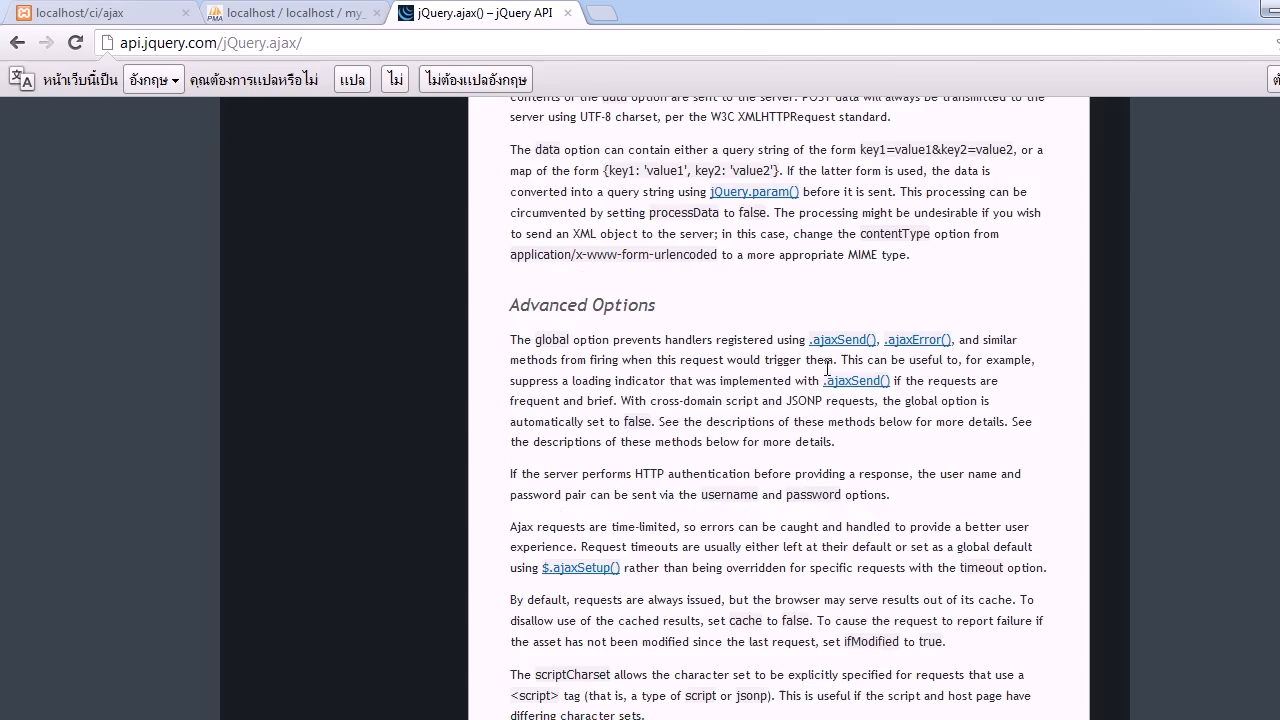 localhost/ci/ajax
localhost / localhost / my_
jQuery.ajax() – jQuery API
api.jquery.com/jQuery.ajax/
หน้าเว็บนี้เป็น อังกฤษ คุณต้องการแปลหรือไม่ แปล ไม่ ไม่ต้องแปลอังกฤษ
contents of the data option are sent to the server. POST data will always be transmitted to the
server using UTF-8 charset, per the W3C XMLHTTPRequest standard.
The data option can contain either a query string of the form key1=value1&key2=value2, or a
map of the form {key1: 'value1', key2: 'value2'}. If the latter form is used, the data is
converted into a query string using jQuery.param() before it is sent. This processing can be
circumvented by setting processData to false. The processing might be undesirable if you wish
to send an XML object to the server; in this case, change the contentType option from
application/x-www-form-urlencoded to a more appropriate MIME type.
Advanced Options
The global option prevents handlers registered using .ajaxSend(), .ajaxError(), and similar
methods from firing when this request would trigger them. This can be useful to, for example,
suppress a loading indicator that was implemented with .ajaxSend() if the requests are
frequent and brief. With cross-domain script and JSONP requests, the global option is
automatically set to false. See the descriptions of these methods below for more details. See
the descriptions of these methods below for more details.
If the server performs HTTP authentication before providing a response, the user name and
password pair can be sent via the username and password options.
Ajax requests are time-limited, so errors can be caught and handled to provide a better user
experience. Request timeouts are usually either left at their default or set as a global default
using $.ajaxSetup() rather than being overridden for specific requests with the timeout option.
By default, requests are always issued, but the browser may serve results out of its cache. To
disallow use of the cached results, set cache to false. To cause the request to report failure if
the asset has not been modified since the last request, set ifModified to true.
The scriptCharset allows the character set to be explicitly specified for requests that use a
<script> tag (that is, a type of script or jsonp). This is useful if the script and host page have
differing character sets.